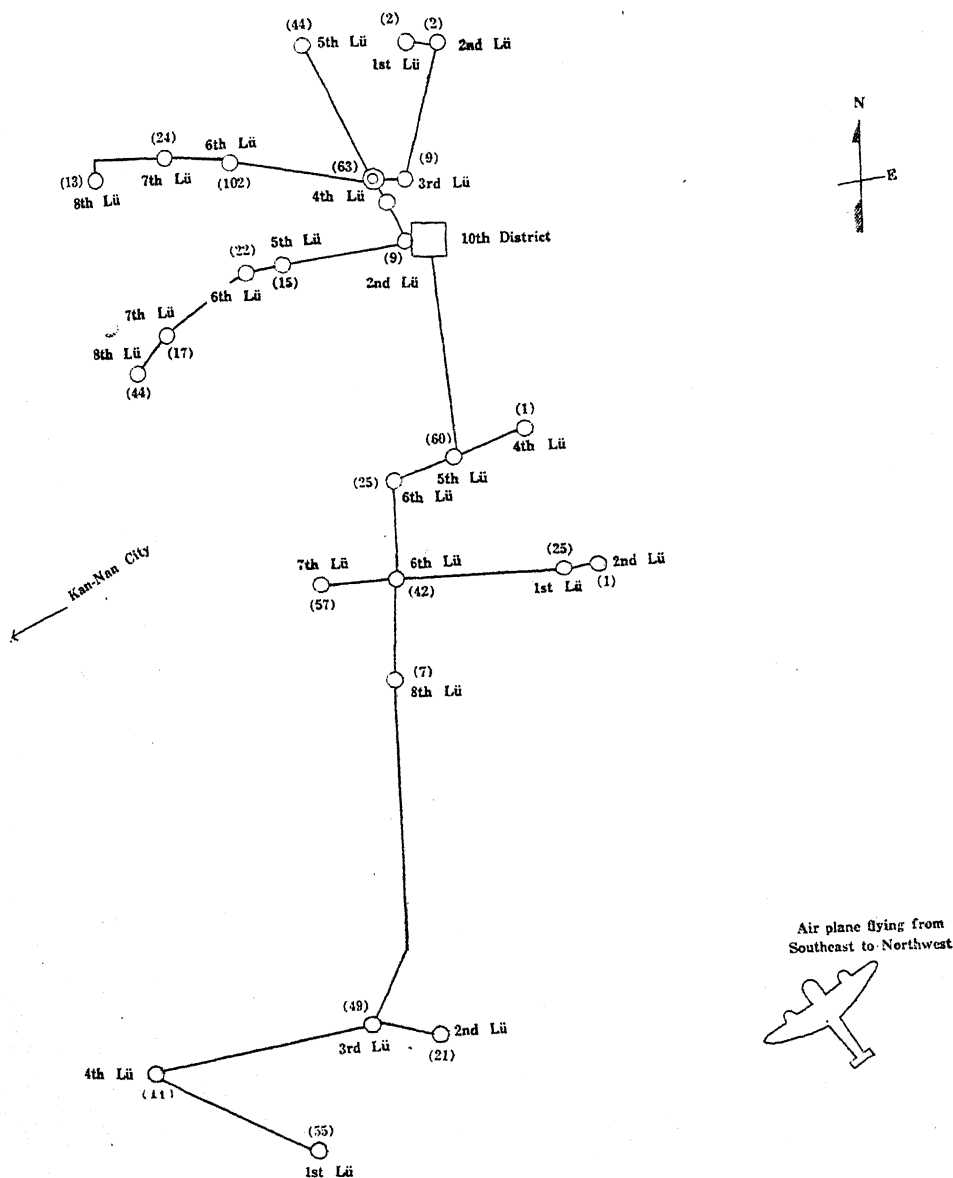 (44)
5th Lü
(2)
1st Lü
(2)
2nd Lü
N
E
(24)
7th Lü
6th Lü
(102)
(13)
8th Lü
(63)
4th Lü
(9)
3rd Lü
10th District
(9)
2nd Lü
5th Lü
(15)
(22)
6th Lü
7th Lü
(17)
8th Lü
(44)
(1)
4th Lü
(60)
5th Lü
(25)
6th Lü
7th Lü
(57)
6th Lü
(42)
(25)
1st Lü
2nd Lü
(1)
Kan-Nan City
(7)
8th Lü
Air plane flying from
Southeast to Northwest
(49)
3rd Lü
2nd Lü
(21)
4th Lü
(55)
1st Lü